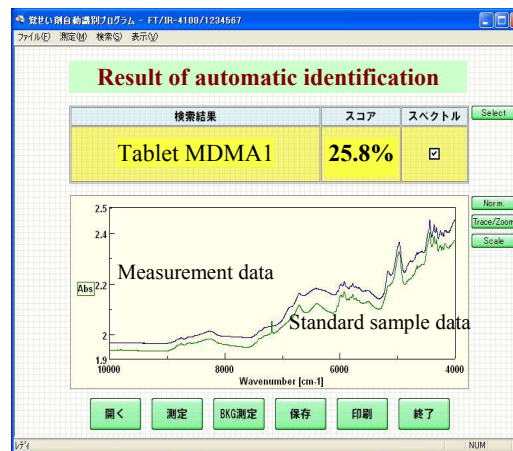 覚せい剤自動識別プログラム - FT/IR-4100/1234567
ファイル(F) 測定(M) 検索(S) 表示(V)
Result of automatic identification
検索結果 スコア スペクトル Select
Tablet MDMA1 25.8%
Norm.
Trace/Zoom
Scale
2.5
2.4
Measurement data
Abs 2.2
Standard sample data
2
1.9
10000 8000 6000 4000
Wavenumber [cm-1]
開く 測定 BKG測定 保存 印刷 終了
レディ NUM